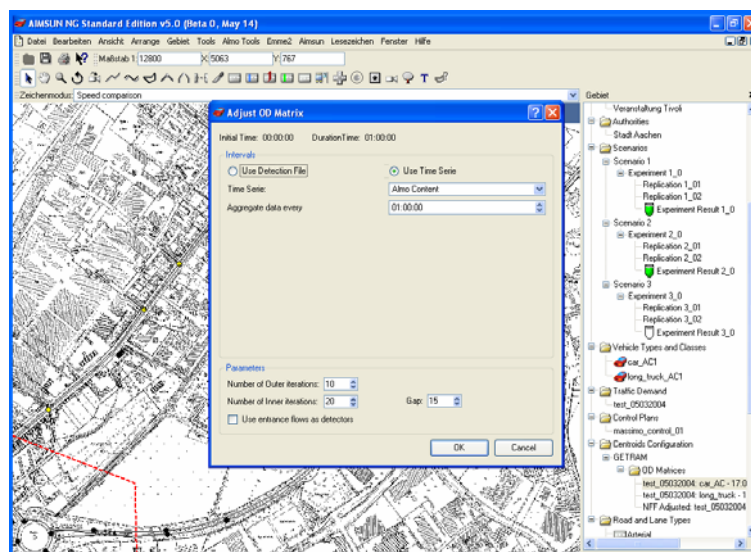 AIMSUN NG Standard Edition v5.0 (Beta 0, May 14)
Datei Bearbeiten Ansicht Arrange Gebiet Tools Almo Tools Emme2 Aimsun Lesezeichen Fenster Hilfe
Maßstab 1: 12800 X: 5063 Y: 767
Zeichenmodus: Speed comparison
Adjust OD Matrix
Initial Time: 00:00:00 DurationTime: 01:00:00
Intervals
Use Detection File Use Time Serie
Time Serie: Almo Content
Aggregate data every 01:00:00
Parameters
Number of Outer iterations: 10
Number of Inner iterations: 20 Gap: 15
Use entrance flows as detectors
OK Cancel
Gebiet
Veranstaltung Tivoli
Authorities
Stadt Aachen
Scenarios
Scenario 1
Experiment 1_0
Replication 1_01
Replication 1_02
Experiment Result 1_0
Scenario 2
Experiment 2_0
Replication 2_01
Replication 2_02
Experiment Result 2_0
Scenario 3
Experiment 3_0
Replication 3_01
Replication 3_02
Experiment Result 3_0
Vehicle Types and Classes
car_AC1
long_truck_AC1
Traffic Demand
test_05032004
Control Plans
massimo_control_01
Centroids Configuration
GETRAM
OD Matrices
test_05032004: car_AC - 17:0
test_05032004: long_truck - 1
NFF Adjusted: test_05032004
Road and Lane Types
Arterial